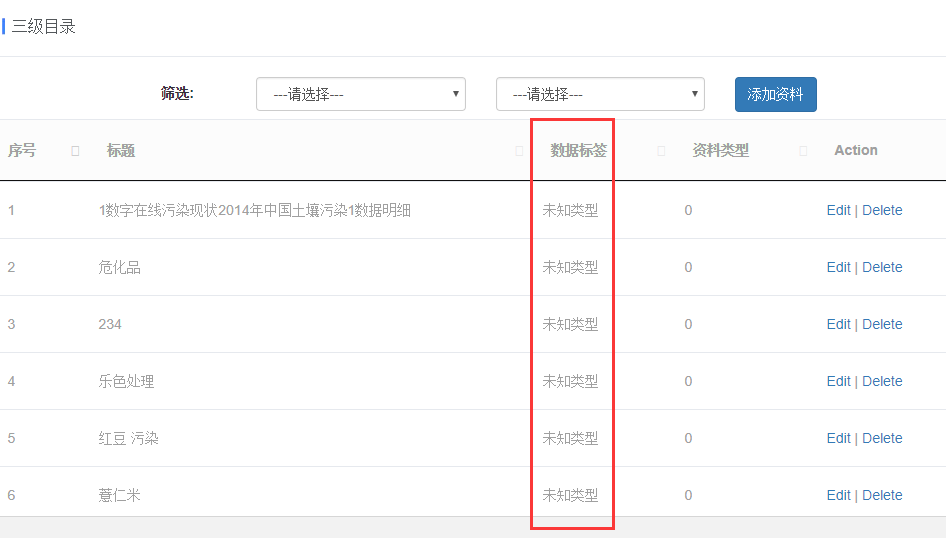 三级目录
筛选: ---请选择--- ---请选择--- 添加资料
序号 标题 数据标签 资料类型 Action
1 1数字在线污染现状2014年中国土壤污染1数据明细 未知类型 0 Edit | Delete
2 危化品 未知类型 0 Edit | Delete
3 234 未知类型 0 Edit | Delete
4 乐色处理 未知类型 0 Edit | Delete
5 红豆 污染 未知类型 0 Edit | Delete
6 薏仁米 未知类型 0 Edit | Delete